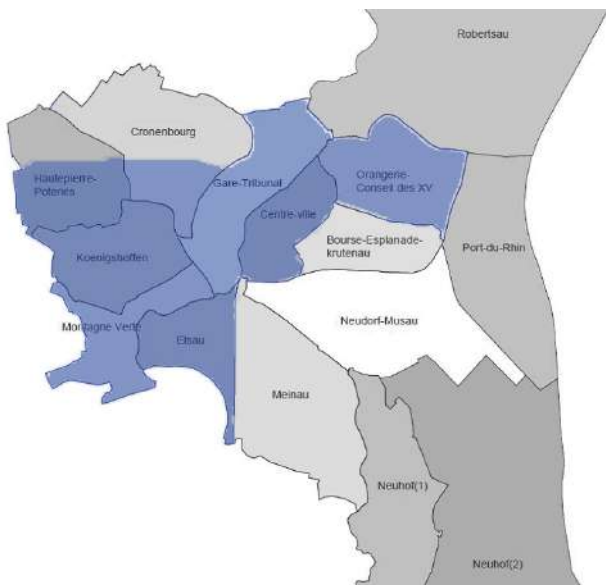 Robertsau
Cronenbourg
Hautepierre-
Poteries
Gare-Tribunal
Orangerie-
Conseil des XV
Centre-ville
Bourse-Esplanade-
krutenau
Port-du-Rhin
Koenigshoffen
Montagne Verte
Elsau
Neudorf-Musau
Meinau
Neuhof(1)
Neuhof(2)